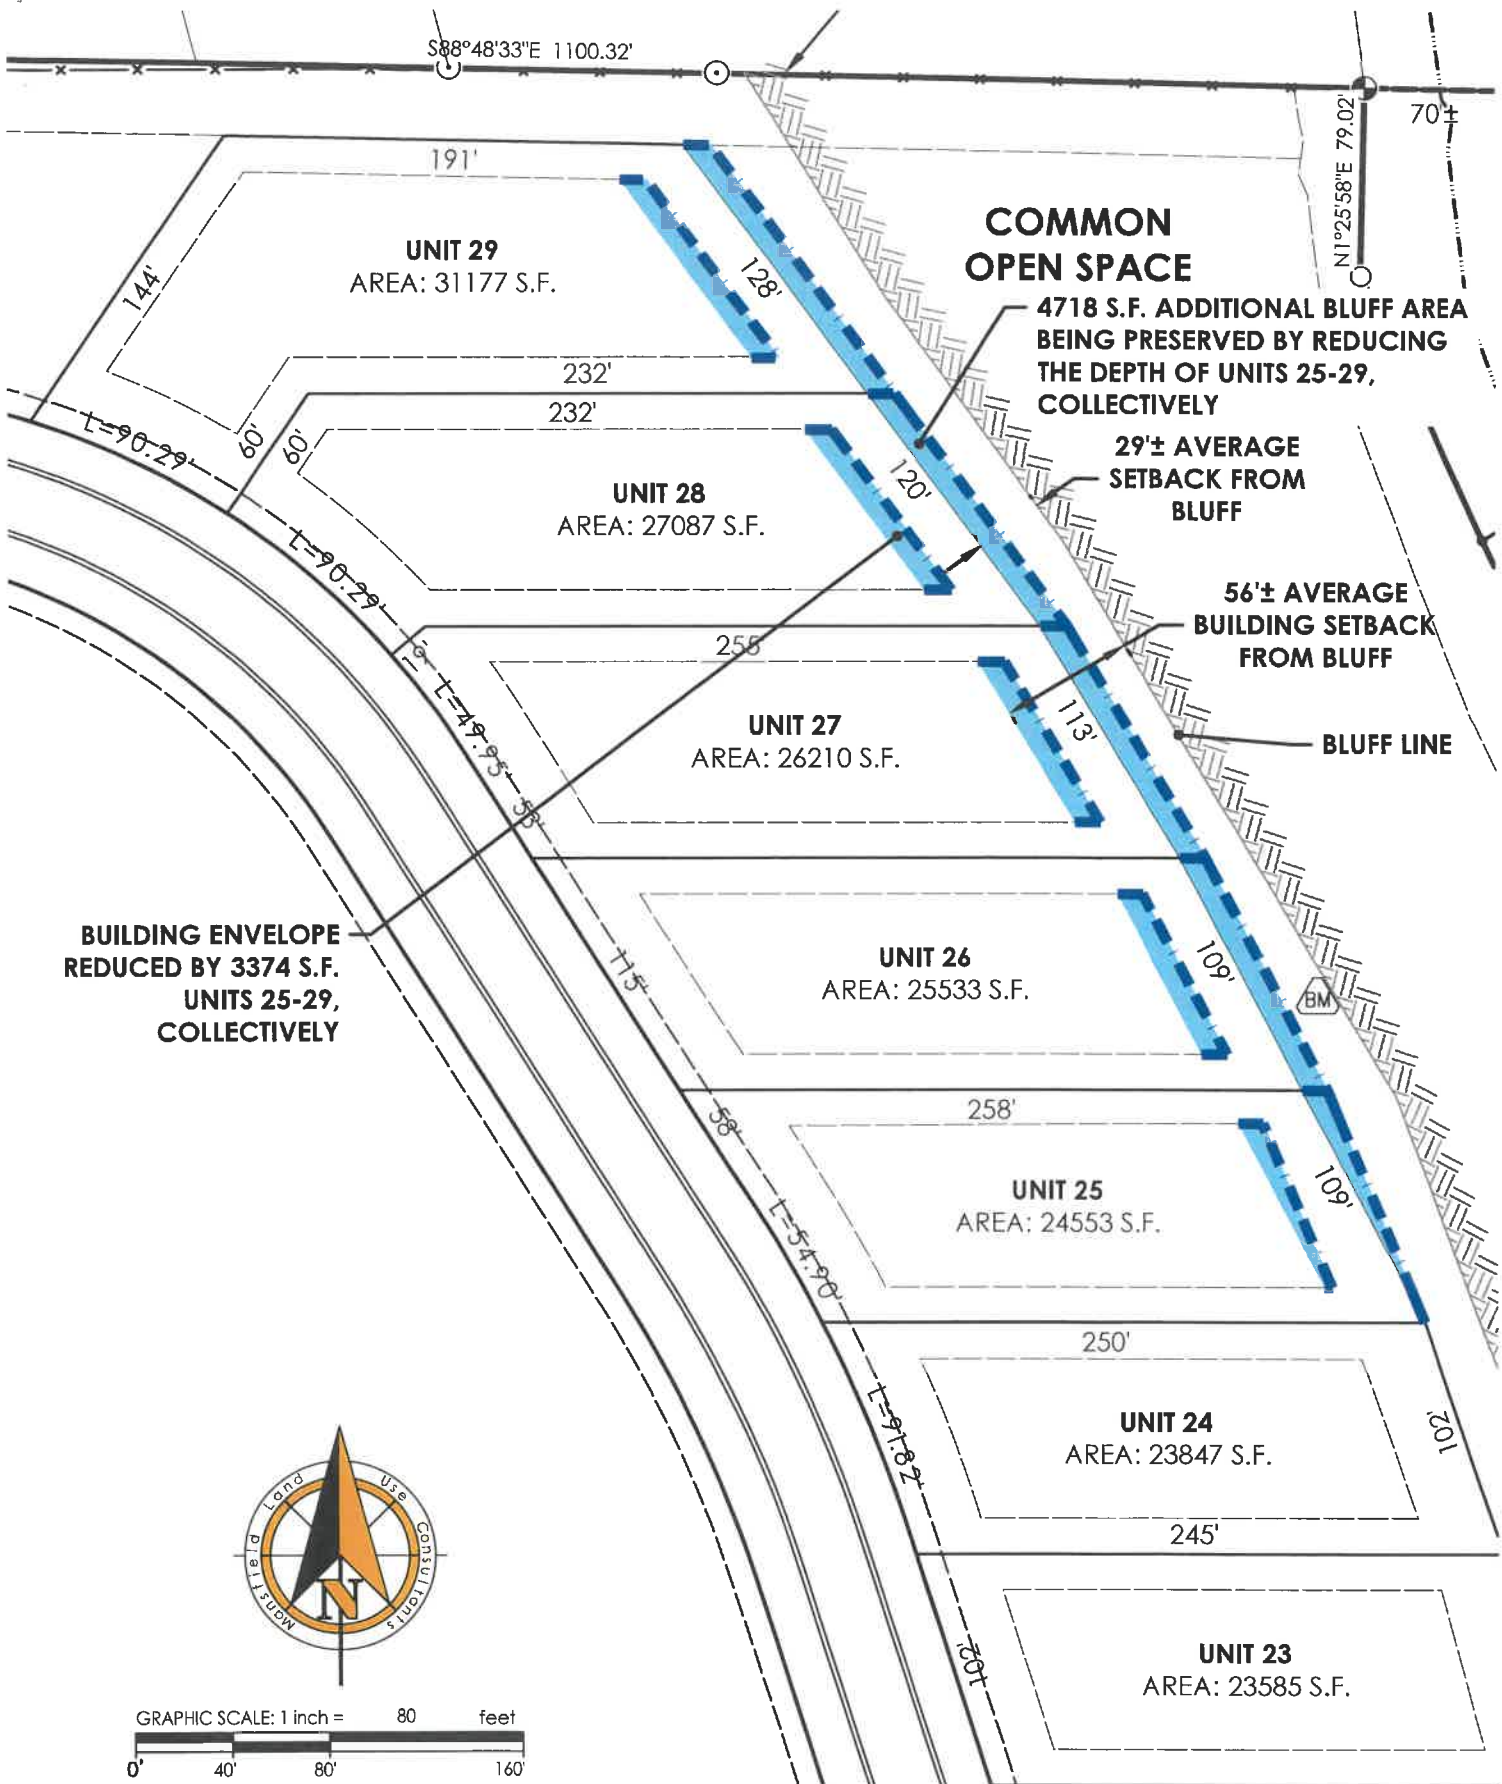 S88°48'33"E 1100.32'
N1°25'58"E 79.02'
70'±
191'
144'
UNIT 29
AREA: 31177 S.F.
128'
COMMON
OPEN SPACE
4718 S.F. ADDITIONAL BLUFF AREA
BEING PRESERVED BY REDUCING
THE DEPTH OF UNITS 25-29,
COLLECTIVELY
232'
232'
60'
60'
L=90.29'
UNIT 28
AREA: 27087 S.F.
120'
29'± AVERAGE
SETBACK FROM
BLUFF
L=90.29'
56'± AVERAGE
BUILDING SETBACK
FROM BLUFF
255
L=49.95'
53'
UNIT 27
AREA: 26210 S.F.
113'
BLUFF LINE
BUILDING ENVELOPE
REDUCED BY 3374 S.F.
UNITS 25-29,
COLLECTIVELY
115'
UNIT 26
AREA: 25533 S.F.
109'
BM
258'
58'
UNIT 25
AREA: 24553 S.F.
109'
L=54.90'
250'
UNIT 24
AREA: 23847 S.F.
102'
L=91.82'
245'
UNIT 23
AREA: 23585 S.F.
102'
Mansfield Land Use Consultants
N
GRAPHIC SCALE: 1 inch = 80 feet
0' 40' 80' 160'